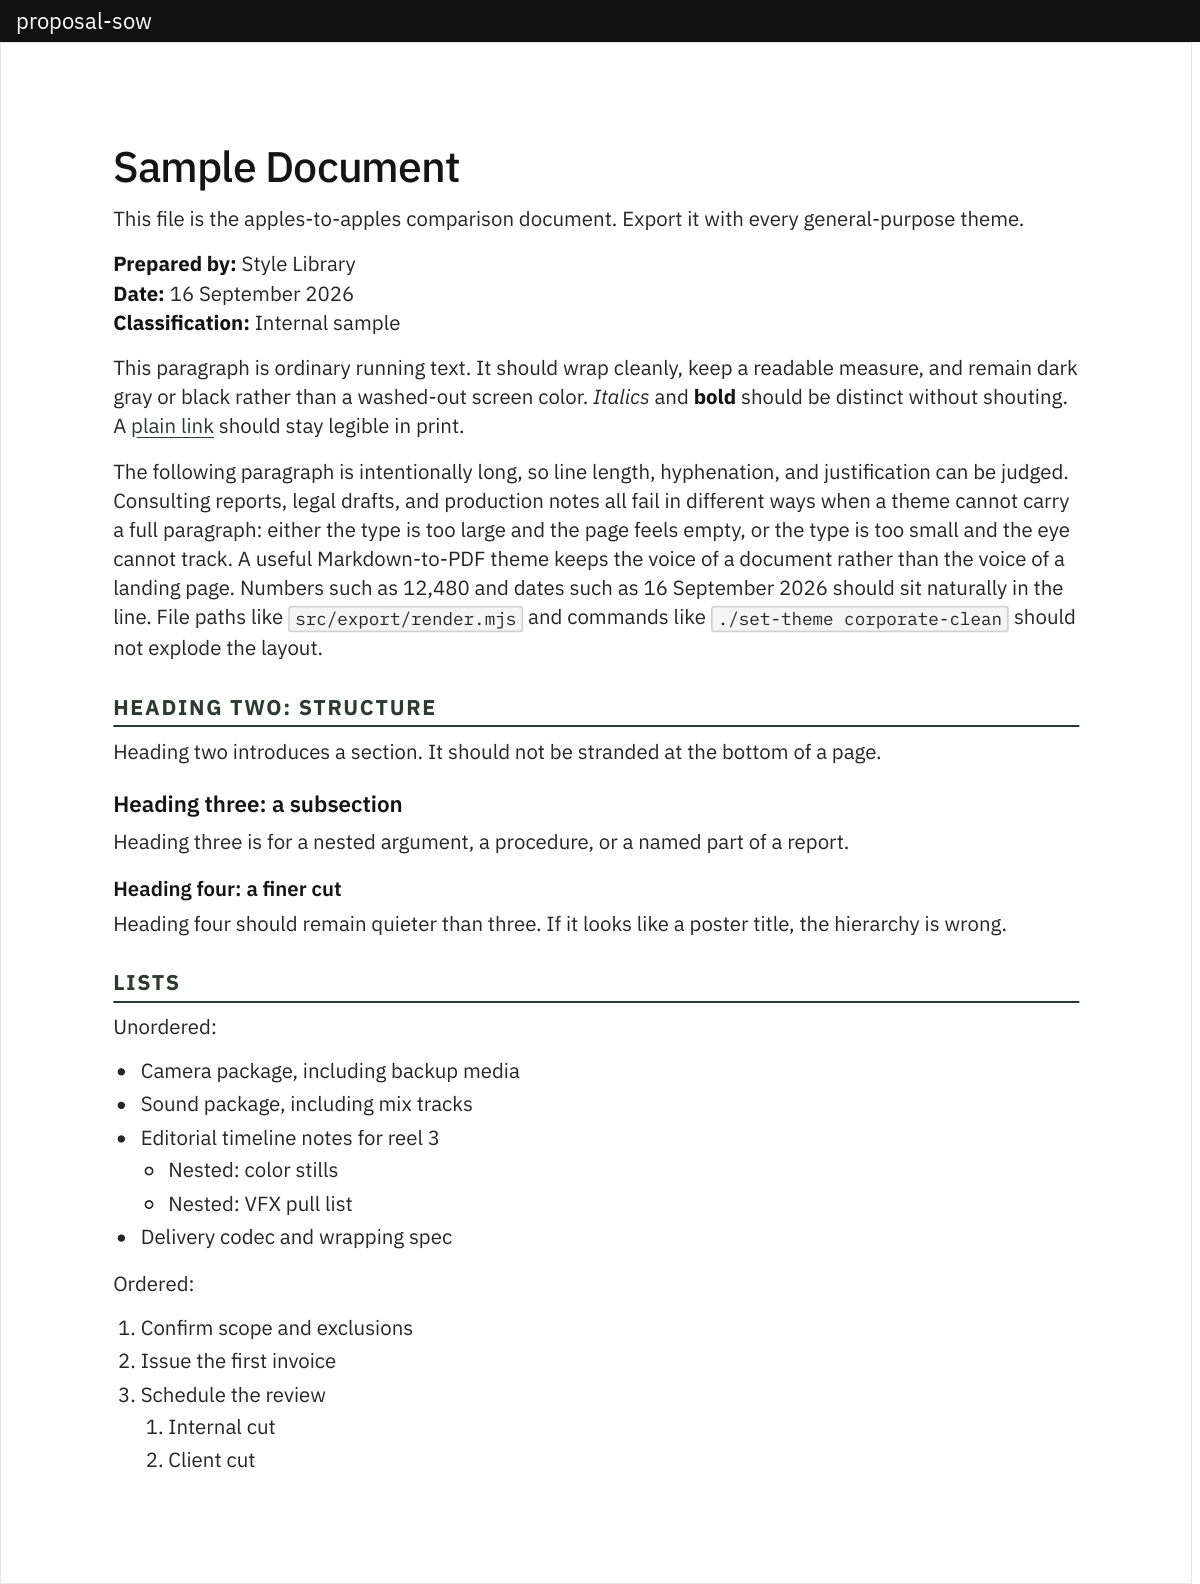 proposal-sow
Sample Document
This file is the apples-to-apples comparison document. Export it with every general-purpose theme.
Prepared by: Style Library
Date: 16 September 2026
Classification: Internal sample
This paragraph is ordinary running text. It should wrap cleanly, keep a readable measure, and remain dark
gray or black rather than a washed-out screen color. Italics and bold should be distinct without shouting.
A plain link should stay legible in print.
The following paragraph is intentionally long, so line length, hyphenation, and justification can be judged.
Consulting reports, legal drafts, and production notes all fail in different ways when a theme cannot carry
a full paragraph: either the type is too large and the page feels empty, or the type is too small and the eye
cannot track. A useful Markdown-to-PDF theme keeps the voice of a document rather than the voice of a
landing page. Numbers such as 12,480 and dates such as 16 September 2026 should sit naturally in the
line. File paths like src/export/render.mjs and commands like ./set-theme corporate-clean should
not explode the layout.
HEADING TWO: STRUCTURE
Heading two introduces a section. It should not be stranded at the bottom of a page.
Heading three: a subsection
Heading three is for a nested argument, a procedure, or a named part of a report.
Heading four: a finer cut
Heading four should remain quieter than three. If it looks like a poster title, the hierarchy is wrong.
LISTS
Unordered:
• Camera package, including backup media
• Sound package, including mix tracks
• Editorial timeline notes for reel 3
◦ Nested: color stills
◦ Nested: VFX pull list
• Delivery codec and wrapping spec
Ordered:
1. Confirm scope and exclusions
2. Issue the first invoice
3. Schedule the review
1. Internal cut
2. Client cut